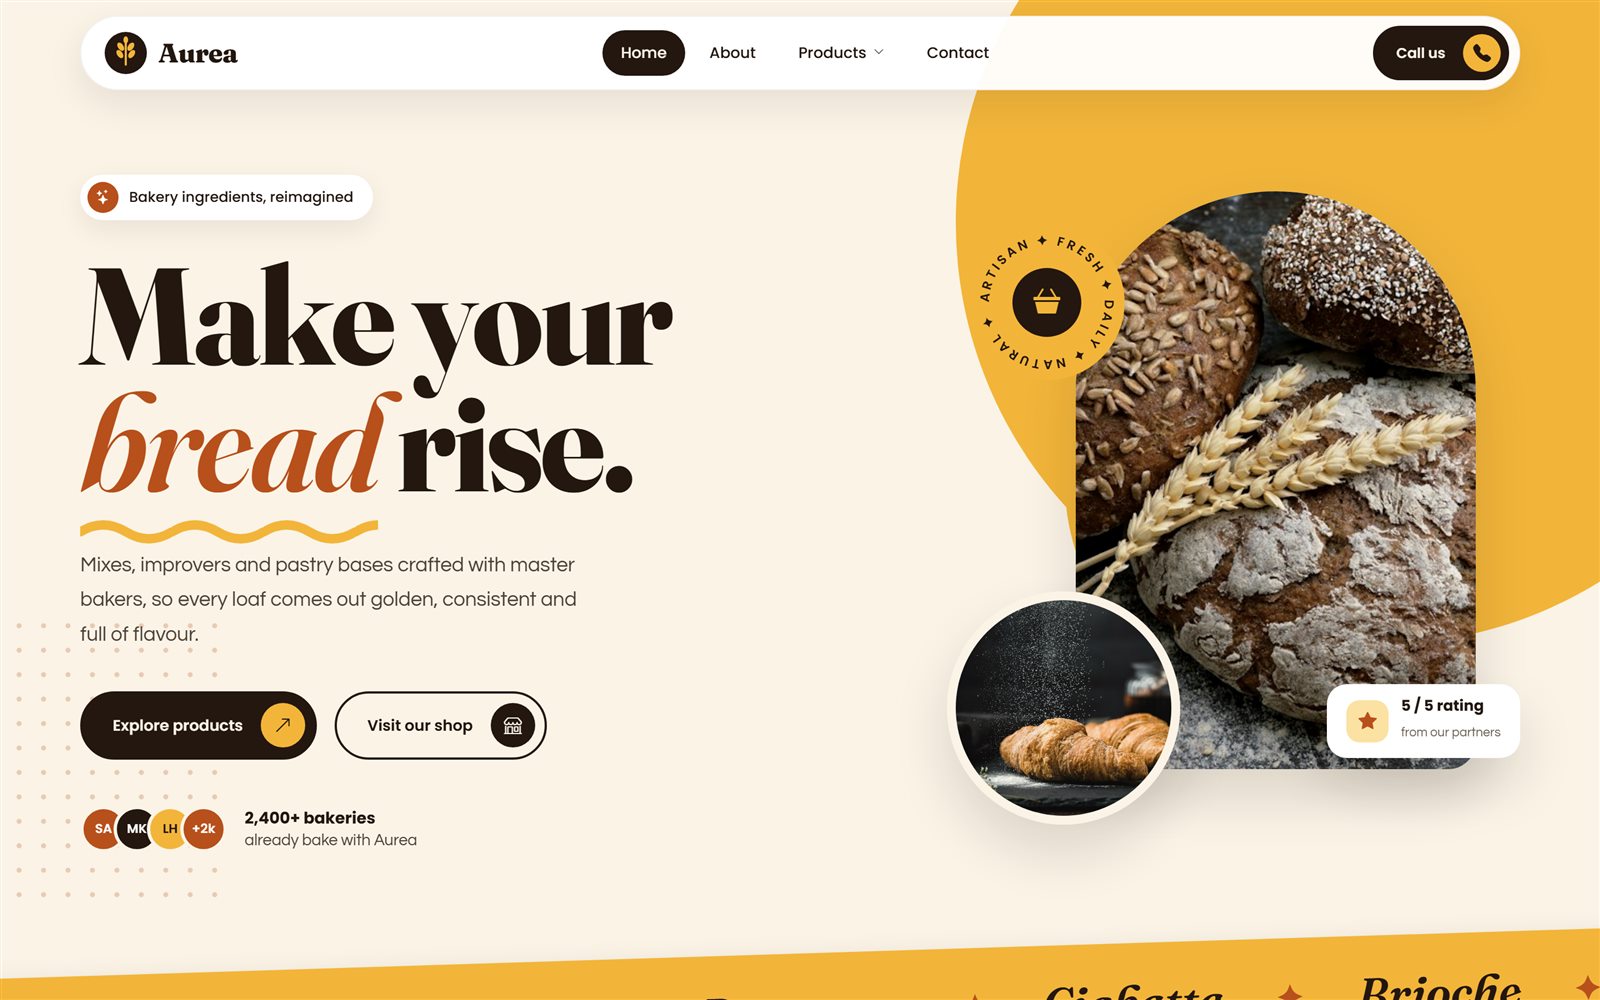 Aurea
Home
About
Products
Contact
Call us
Bakery ingredients, reimagined
Make your
bread rise.
Mixes, improvers and pastry bases crafted with master
bakers, so every loaf comes out golden, consistent and
full of flavour.
Explore products
Visit our shop
SA
MK
LH
+2k
2,400+ bakeries
already bake with Aurea
ARTISAN ✦ FRESH ✦ DAILY ✦ NATURAL ✦
5 / 5 rating
from our partners
Ciabatta ✦ Brioche ✦